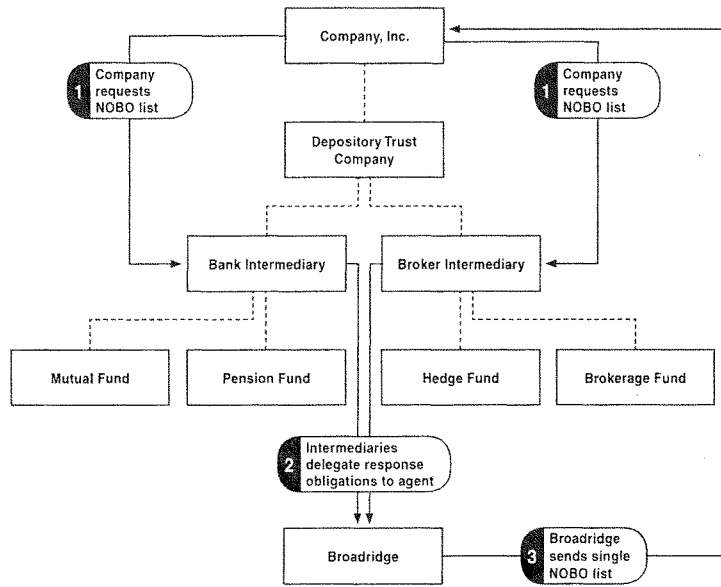 Company, Inc.
1
Company
requests
NOBO list
1
Company
requests
NOBO list
Depository Trust
Company
Bank Intermediary
Broker Intermediary
Mutual Fund
Pension Fund
Hedge Fund
Brokerage Fund
2
Intermediaries
delegate response
obligations to agent
Broadridge
3
Broadridge
sends single
NOBO list